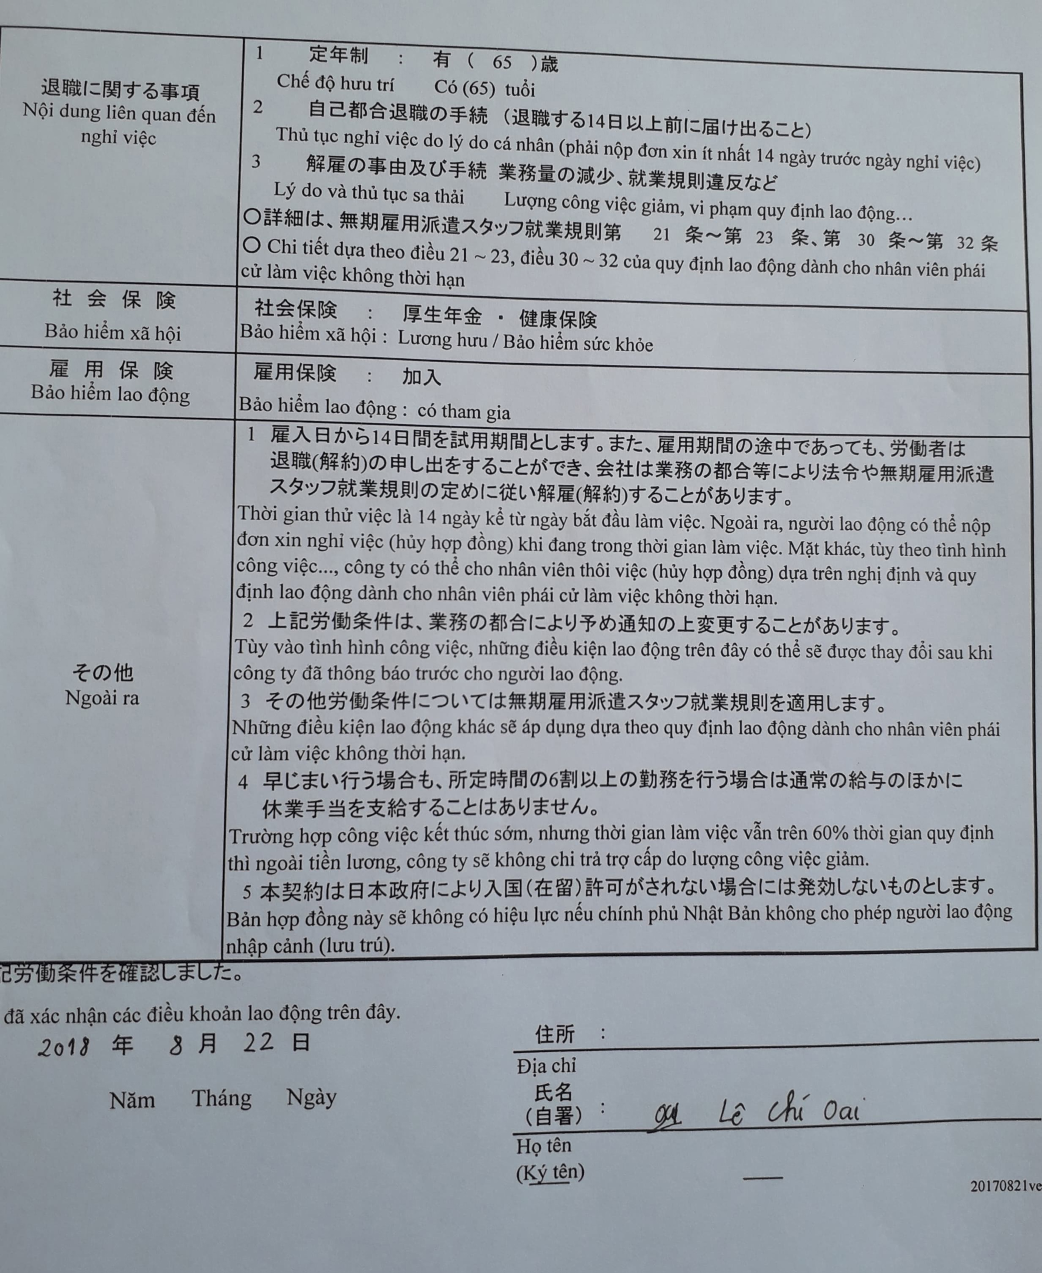 退職に関する事項
Nội dung liên quan đến
nghỉ việc
1 定年制 : 有 ( 65 )歳
Chế độ hưu trí Có (65) tuổi
2 自己都合退職の手続 (退職する14日以上前に届け出ること)
Thủ tục nghỉ việc do lý do cá nhân (phải nộp đơn xin ít nhất 14 ngày trước ngày nghỉ việc)
3 解雇の事由及び手続 業務量の減少、就業規則違反など
Lý do và thủ tục sa thải Lượng công việc giảm, vi phạm quy định lao động...
〇詳細は、無期雇用派遣スタッフ就業規則第 21 条～第 23 条、第 30 条～第 32 条
〇 Chi tiết dựa theo điều 21 ~ 23, điều 30 ~ 32 của quy định lao động dành cho nhân viên phái
cử làm việc không thời hạn
社 会 保 険
Bảo hiểm xã hội
社会保険 : 厚生年金 ・ 健康保険
Bảo hiểm xã hội : Lương hưu / Bảo hiểm sức khỏe
雇 用 保 険
Bảo hiểm lao động
雇用保険 : 加入
Bảo hiểm lao động : có tham gia
その他
Ngoài ra
1 雇入日から14日間を試用期間とします。また、雇用期間の途中であっても、労働者は
退職(解約)の申し出をすることができ、会社は業務の都合等により法令や無期雇用派遣
スタッフ就業規則の定めに従い解雇(解約)することがあります。
Thời gian thử việc là 14 ngày kể từ ngày bắt đầu làm việc. Ngoài ra, người lao động có thể nộp
đơn xin nghỉ việc (hủy hợp đồng) khi đang trong thời gian làm việc. Mặt khác, tùy theo tình hình
công việc..., công ty có thể cho nhân viên thôi việc (hủy hợp đồng) dựa trên nghị định và quy
định lao động dành cho nhân viên phái cử làm việc không thời hạn.
2 上記労働条件は、業務の都合により予め通知の上変更することがあります。
Tùy vào tình hình công việc, những điều kiện lao động trên đây có thể sẽ được thay đổi sau khi
công ty đã thông báo trước cho người lao động.
3 その他労働条件については無期雇用派遣スタッフ就業規則を適用します。
Những điều kiện lao động khác sẽ áp dụng dựa theo quy định lao động dành cho nhân viên phái
cử làm việc không thời hạn.
4 早じまい行う場合も、所定時間の6割以上の勤務を行う場合は通常の給与のほかに
休業手当を支給することはありません。
Trường hợp công việc kết thúc sớm, nhưng thời gian làm việc vẫn trên 60% thời gian quy định
thì ngoài tiền lương, công ty sẽ không chi trả trợ cấp do lượng công việc giảm.
5 本契約は日本政府により入国(在留)許可がされない場合には発効しないものとします。
Bản hợp đồng này sẽ không có hiệu lực nếu chính phủ Nhật Bản không cho phép người lao động
nhập cảnh (lưu trú).
記労働条件を確認しました。
đã xác nhận các điều khoản lao động trên đây.
2018 年 8 月 22 日
Năm Tháng Ngày
住所 :
Địa chỉ
氏名
(自署) : Lê Chí Oai
Họ tên
(Ký tên)
20170821ve